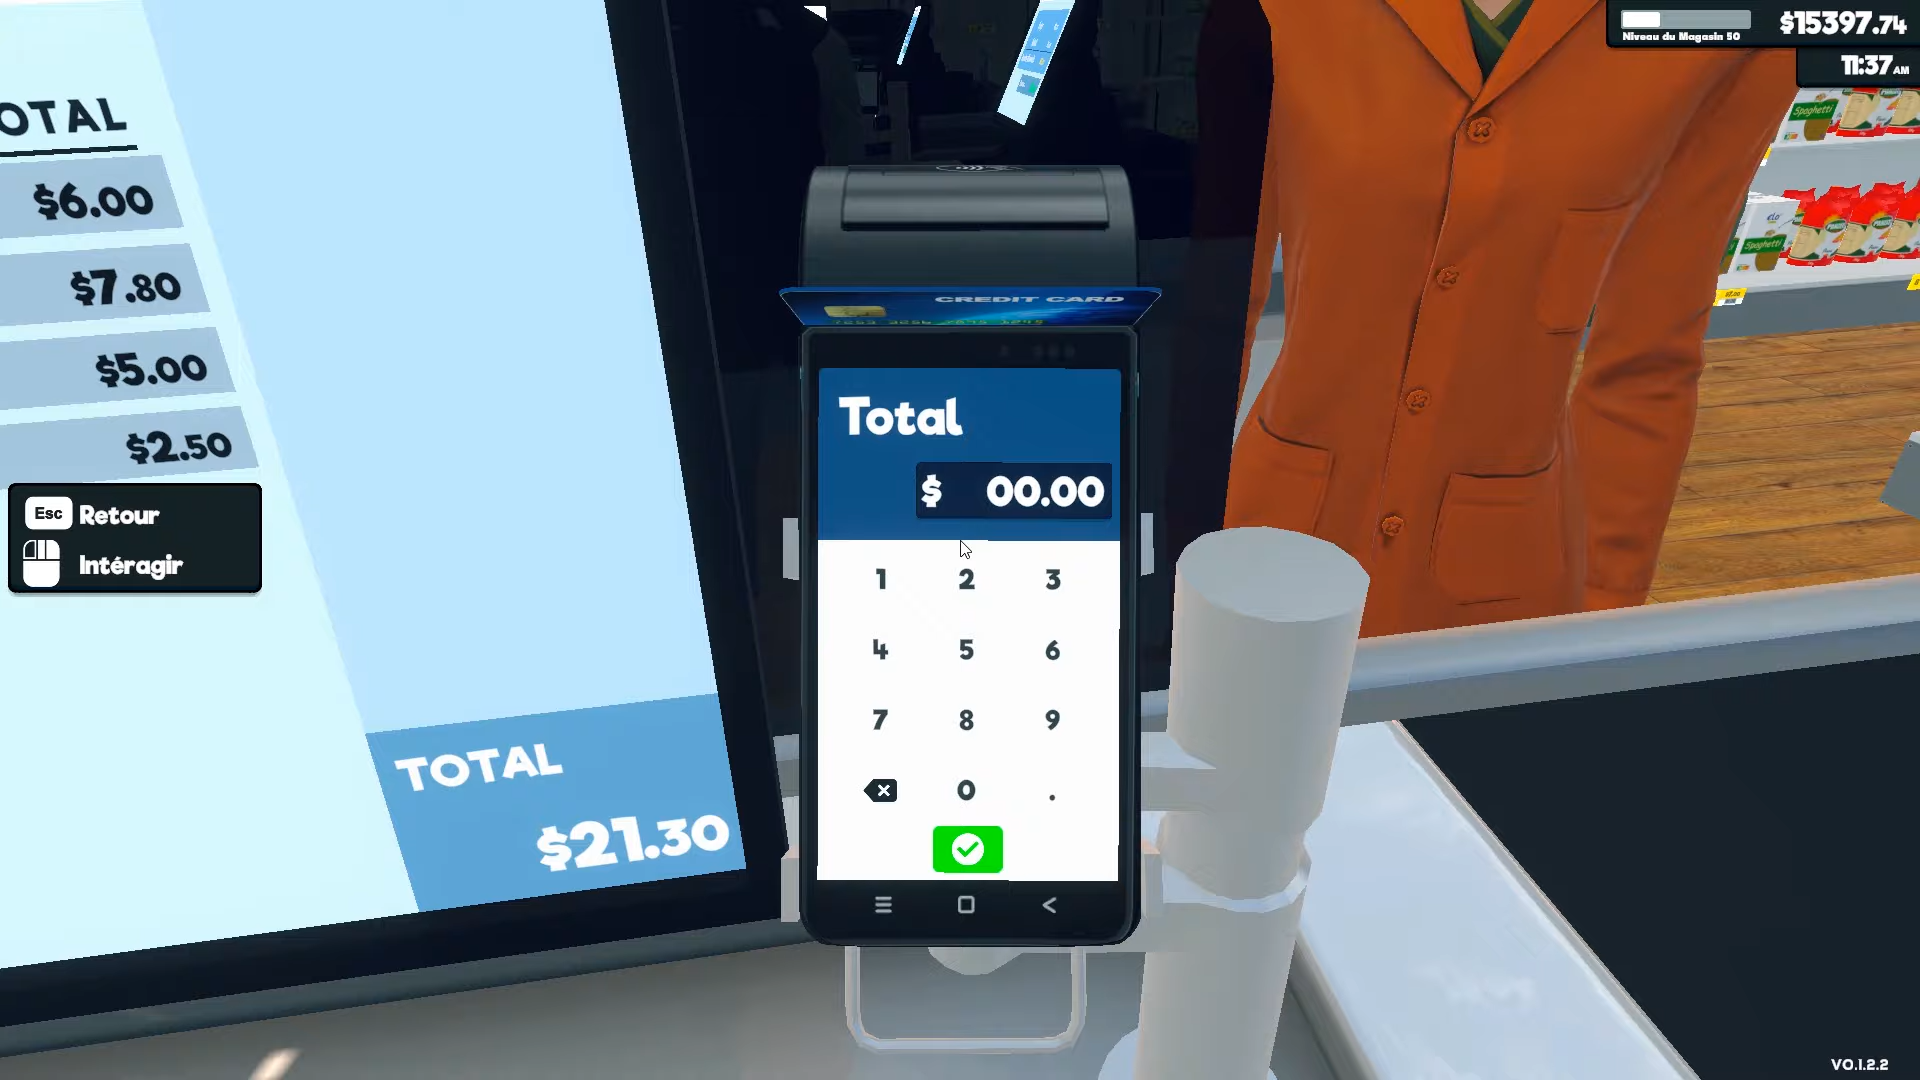 Niveau du Magasin 50
$15397.74
11:37 AM
OTAL
$6.00
$7.80
$5.00
$2.50
Esc Retour
Intéragir
TOTAL
$21.30
CREDIT CARD
Total
$ 00.00
1 2 3
4 5 6
7 8 9
0 .
Spaghetti
Spaghetti
V0.1.2.2